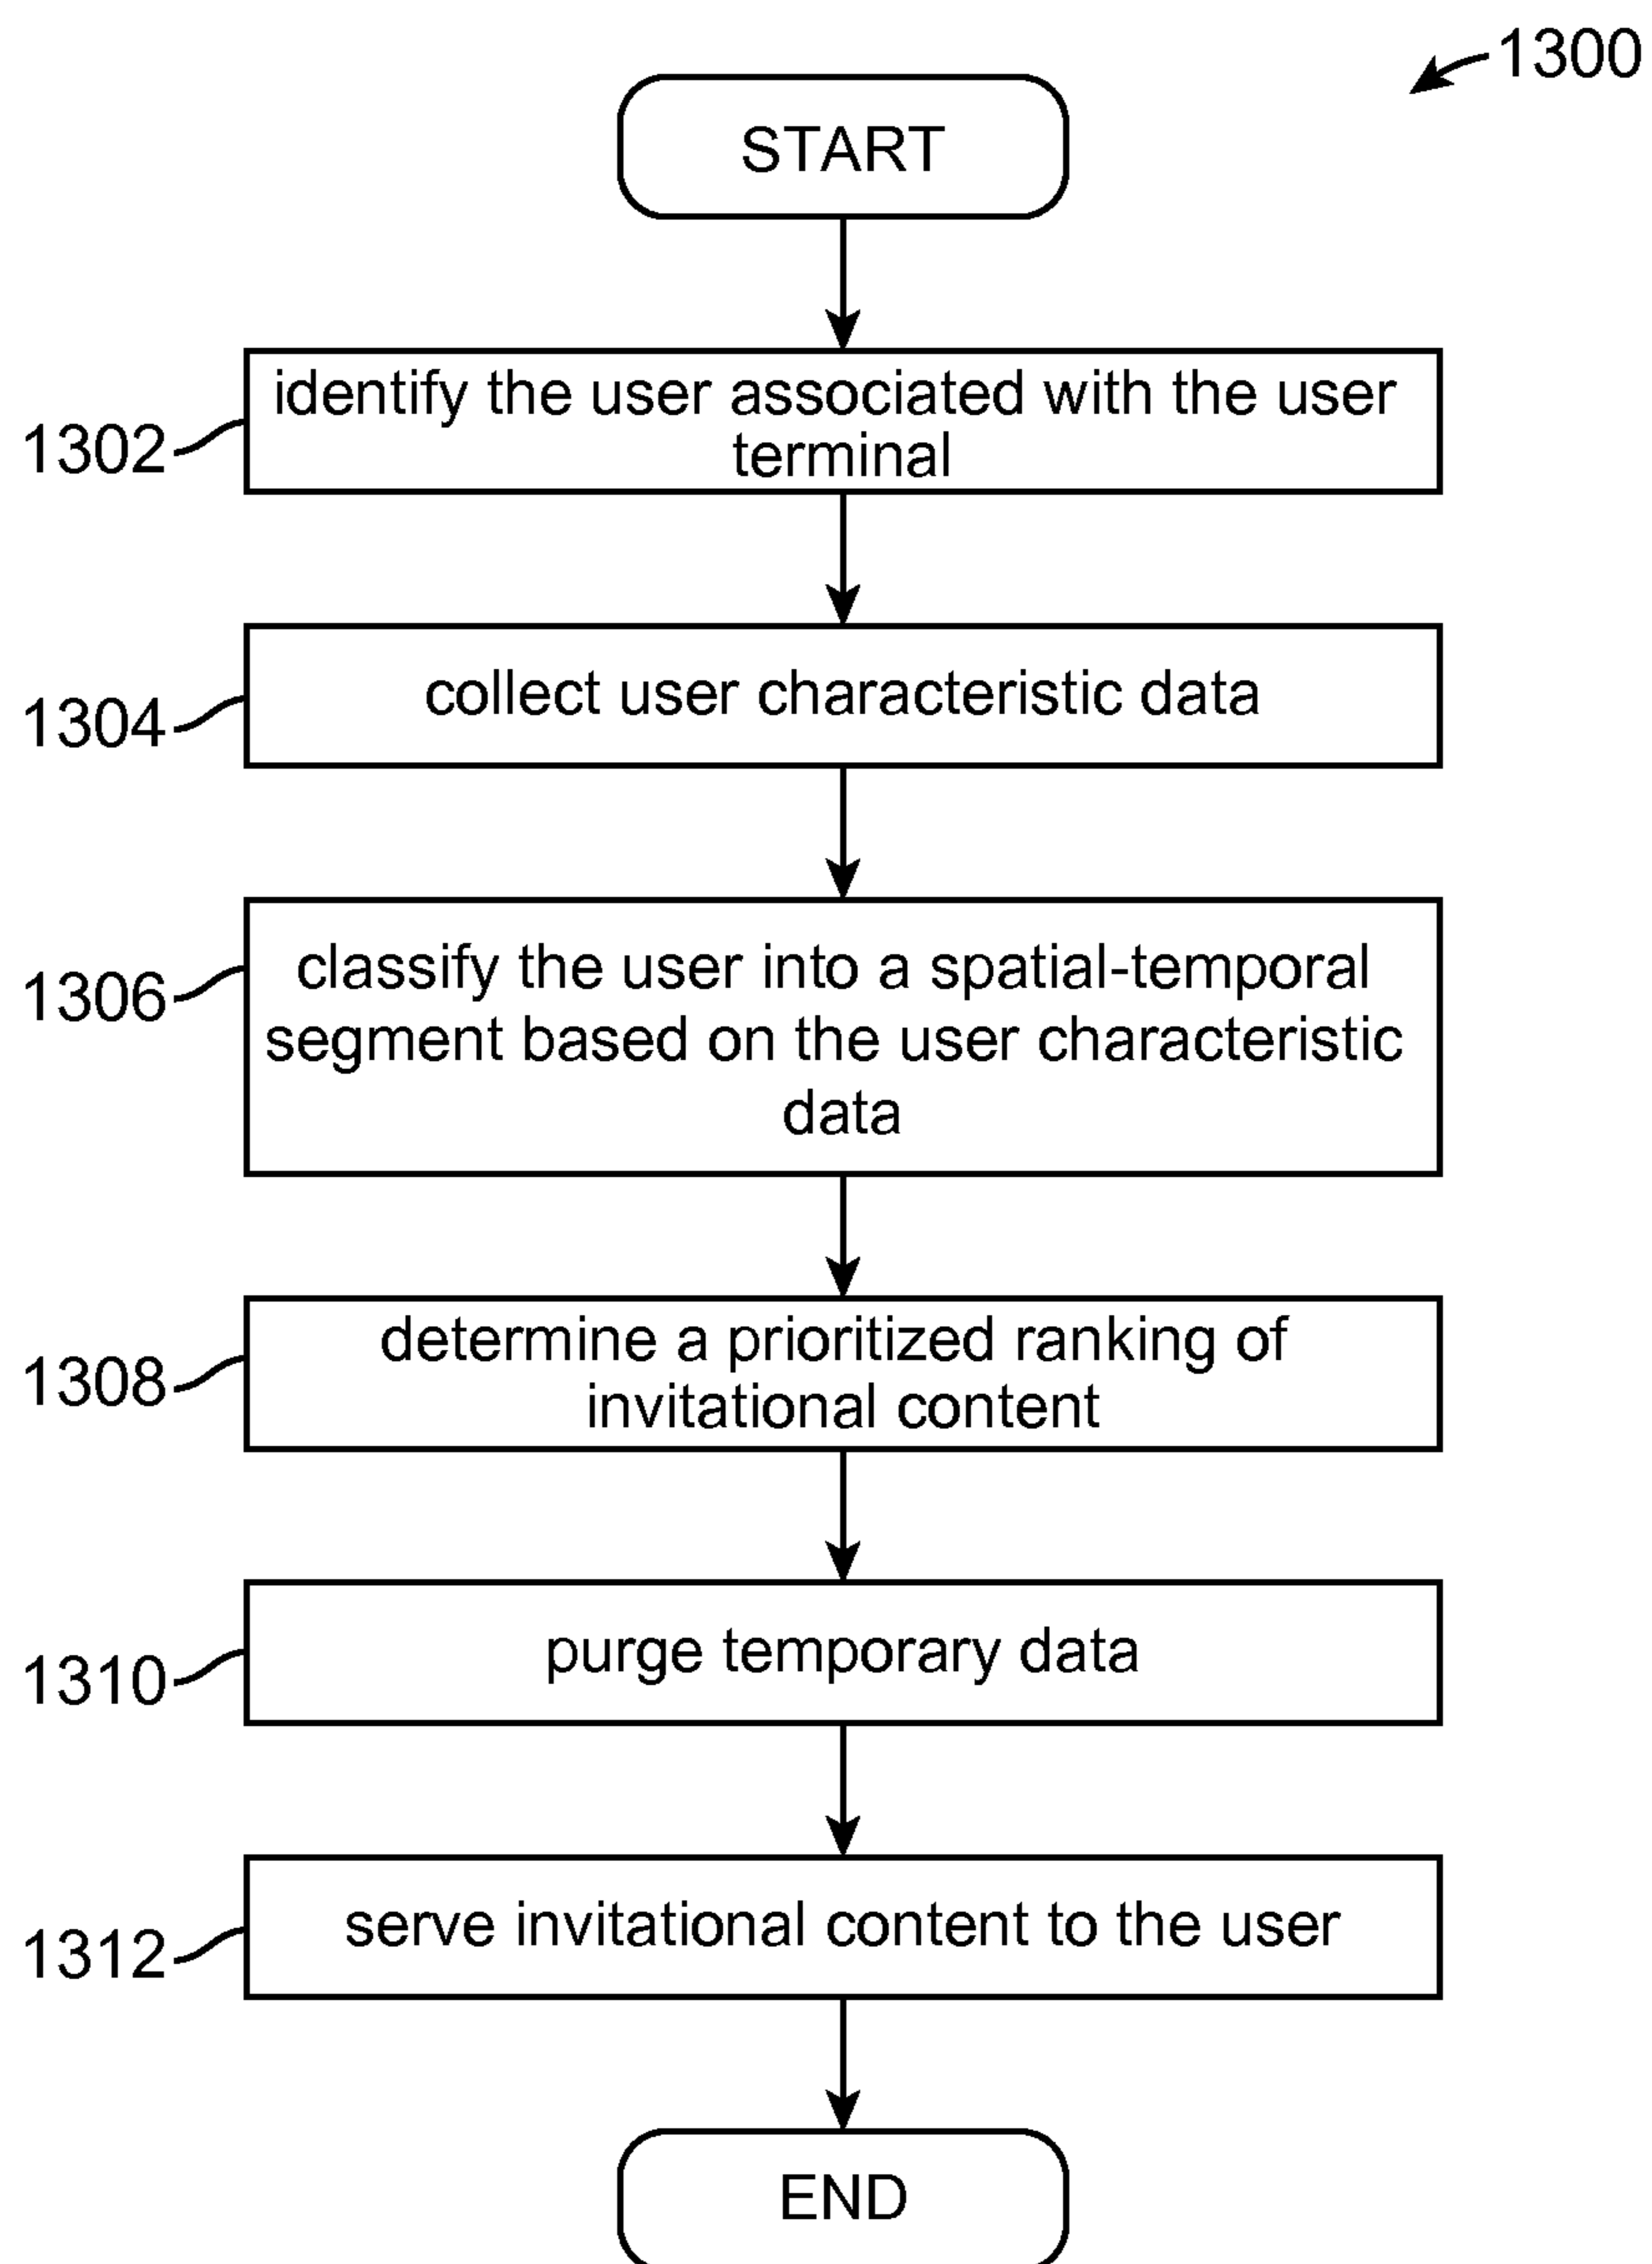 1300
START
identify the user associated with the user
terminal
1302
collect user characteristic data
1304
classify the user into a spatial-temporal
segment based on the user characteristic
data
1306
determine a prioritized ranking of
invitational content
1308
purge temporary data
1310
serve invitational content to the user
1312
END